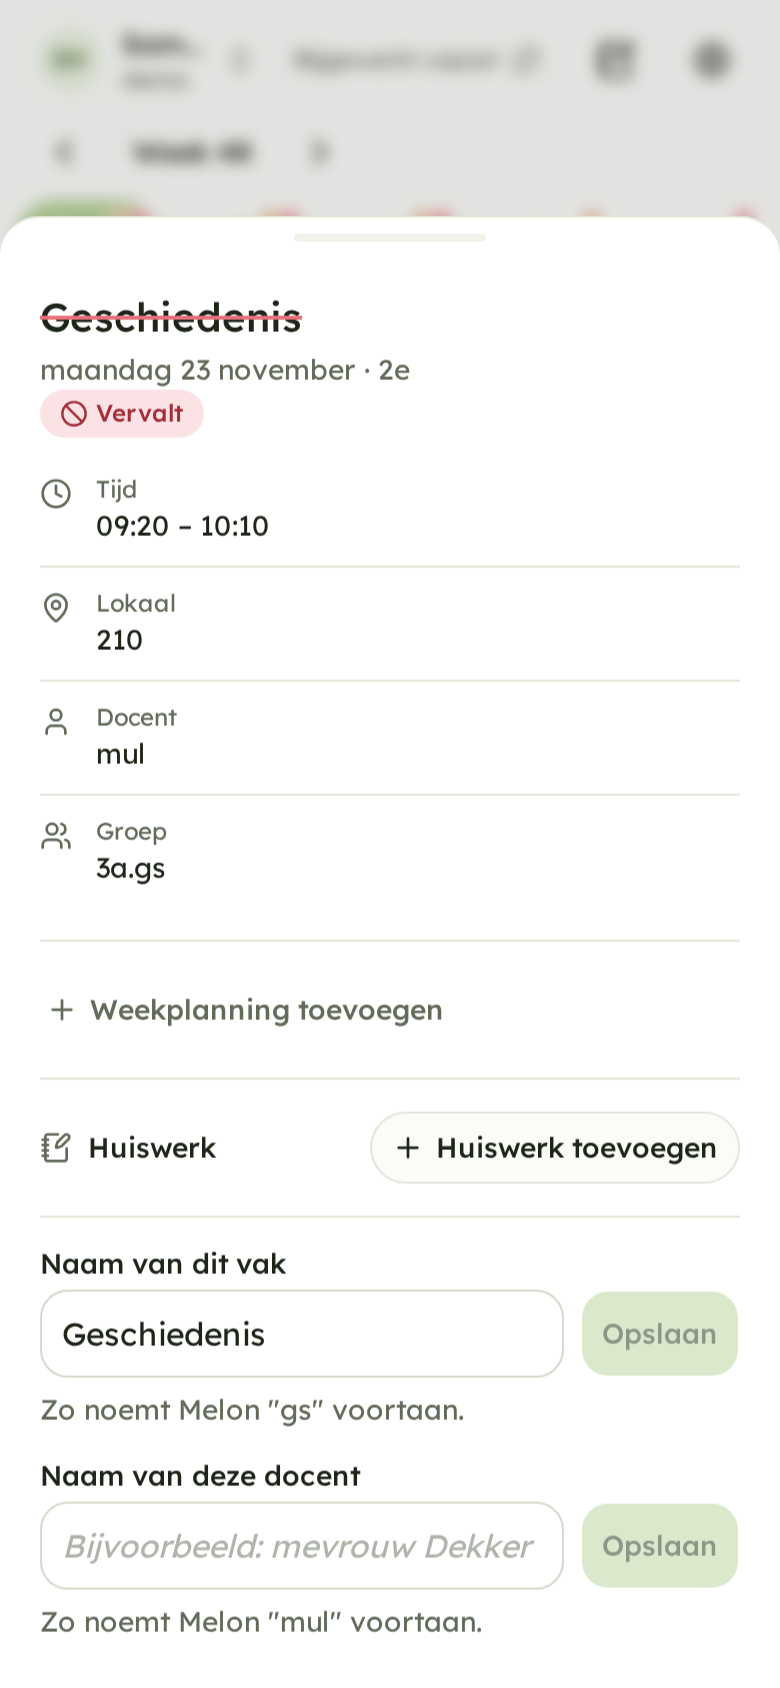 Week 48
Geschiedenis
maandag 23 november · 2e
Vervalt
Tijd
09:20 – 10:10
Lokaal
210
Docent
mul
Groep
3a.gs
Weekplanning toevoegen
Huiswerk
Huiswerk toevoegen
Naam van dit vak
Geschiedenis
Opslaan
Zo noemt Melon "gs" voortaan.
Naam van deze docent
Bijvoorbeeld: mevrouw Dekker
Opslaan
Zo noemt Melon "mul" voortaan.